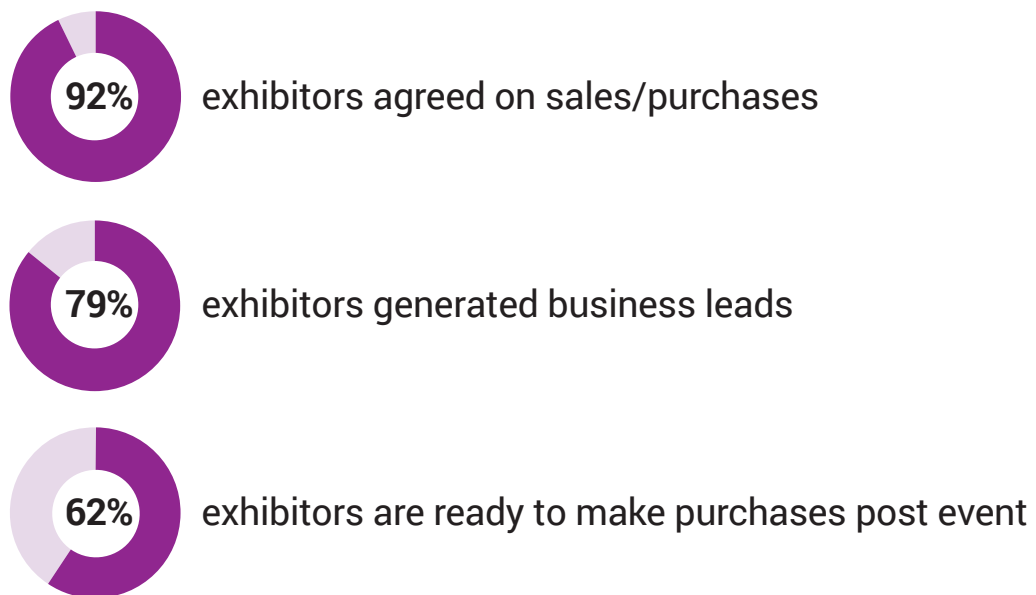 92% exhibitors agreed on sales/purchases
79% exhibitors generated business leads
62% exhibitors are ready to make purchases post event